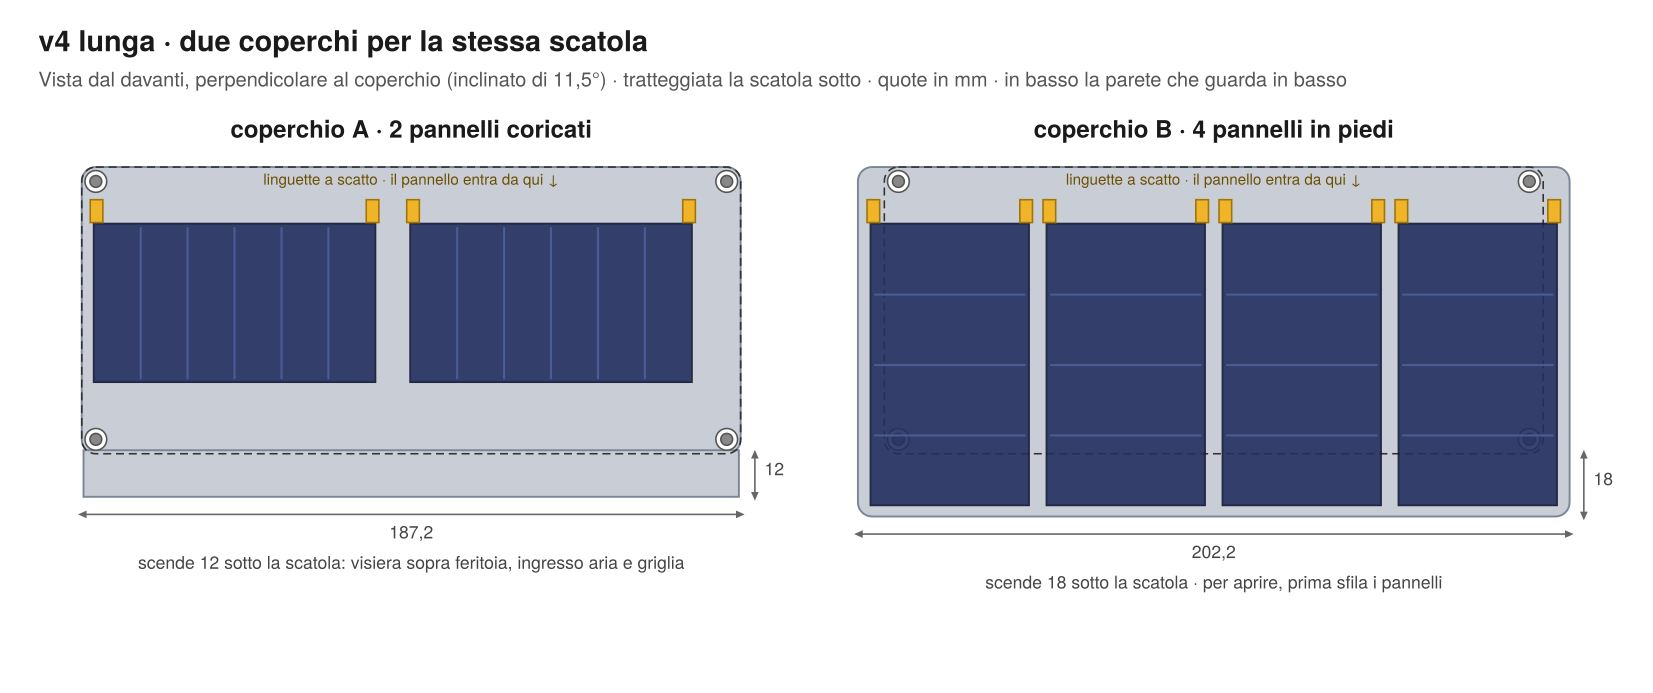 v4 lunga · due coperchi per la stessa scatola
Vista dal davanti, perpendicolare al coperchio (inclinato di 11,5°) · tratteggiata la scatola sotto · quote in mm · in basso la parete che guarda in basso
coperchio A · 2 pannelli coricati
linguette a scatto · il pannello entra da qui ↓
12
187,2
scende 12 sotto la scatola: visiera sopra feritoia, ingresso aria e griglia
coperchio B · 4 pannelli in piedi
linguette a scatto · il pannello entra da qui ↓
18
202,2
scende 18 sotto la scatola · per aprire, prima sfila i pannelli